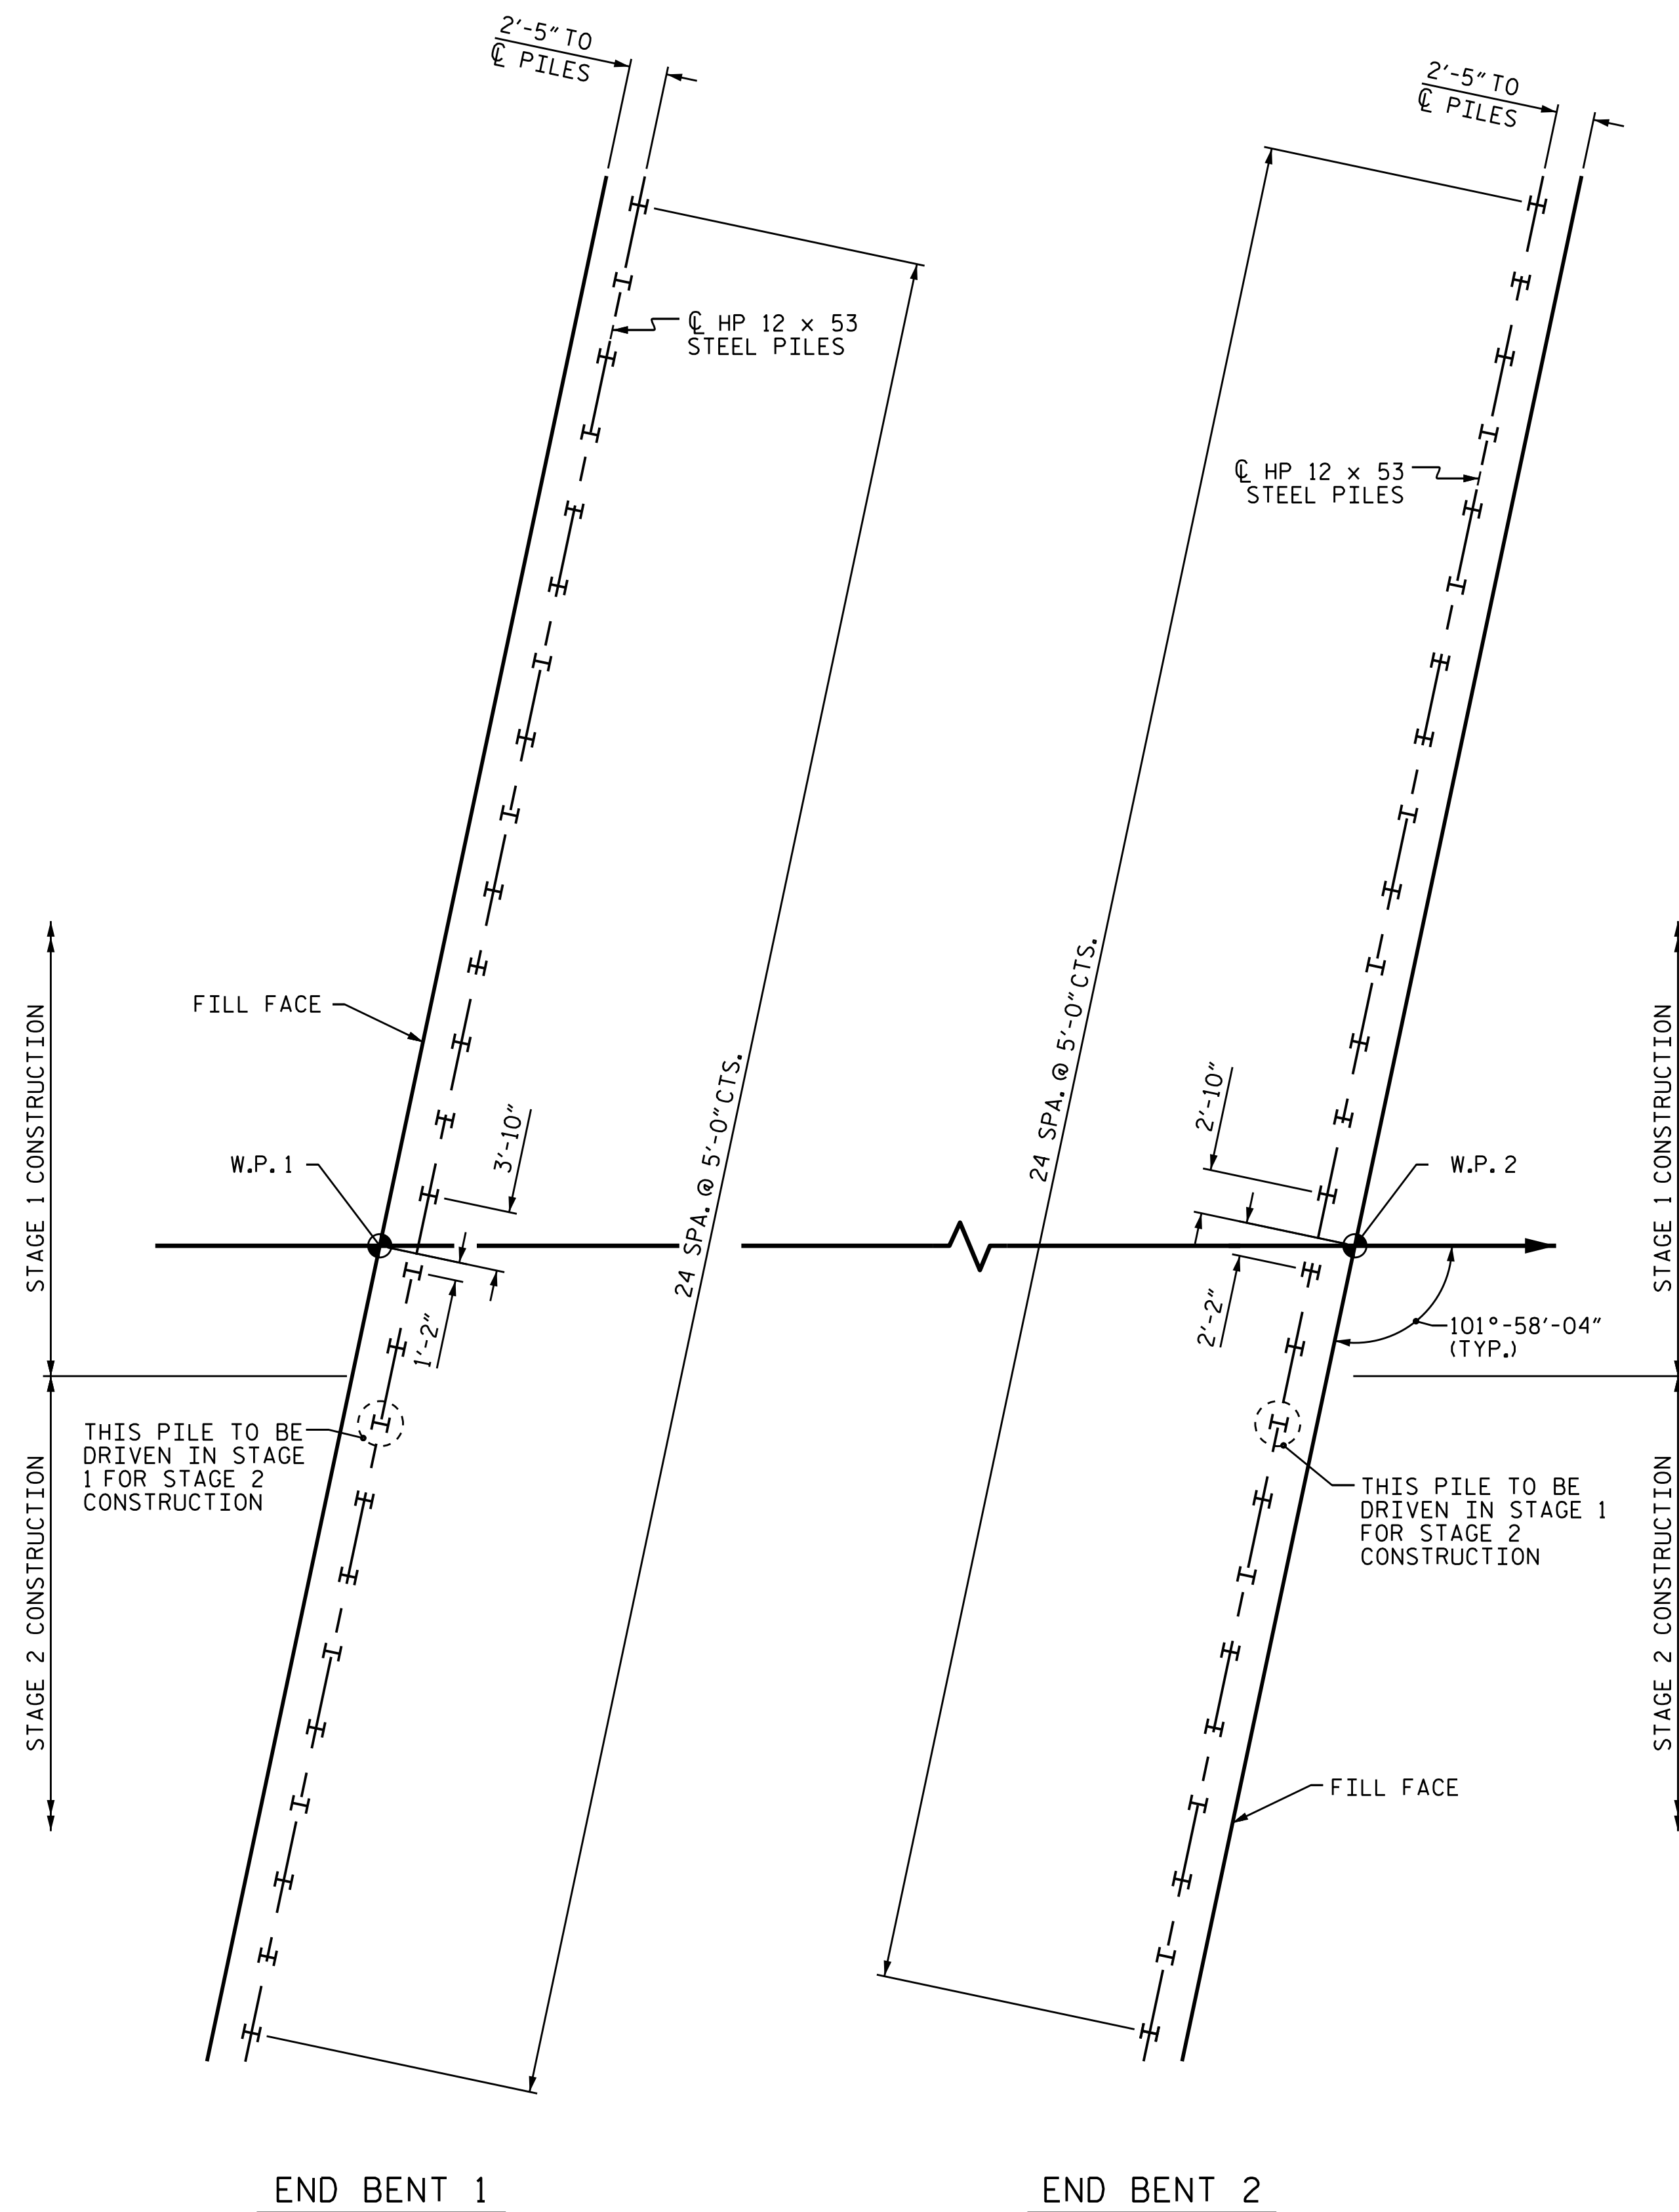 2'-5" TO
℄ PILES
2'-5" TO
℄ PILES
℄ HP 12 x 53
STEEL PILES
℄ HP 12 x 53
STEEL PILES
24 SPA. @ 5'-0" CTS.
24 SPA. @ 5'-0" CTS.
FILL FACE
STAGE 1 CONSTRUCTION
STAGE 1 CONSTRUCTION
3'-10"
2'-10"
W.P. 1
W.P. 2
1'-2"
2'-2"
101°-58'-04"
(TYP.)
THIS PILE TO BE
DRIVEN IN STAGE
1 FOR STAGE 2
CONSTRUCTION
THIS PILE TO BE
DRIVEN IN STAGE 1
FOR STAGE 2
CONSTRUCTION
STAGE 2 CONSTRUCTION
STAGE 2 CONSTRUCTION
FILL FACE
END BENT 1
END BENT 2